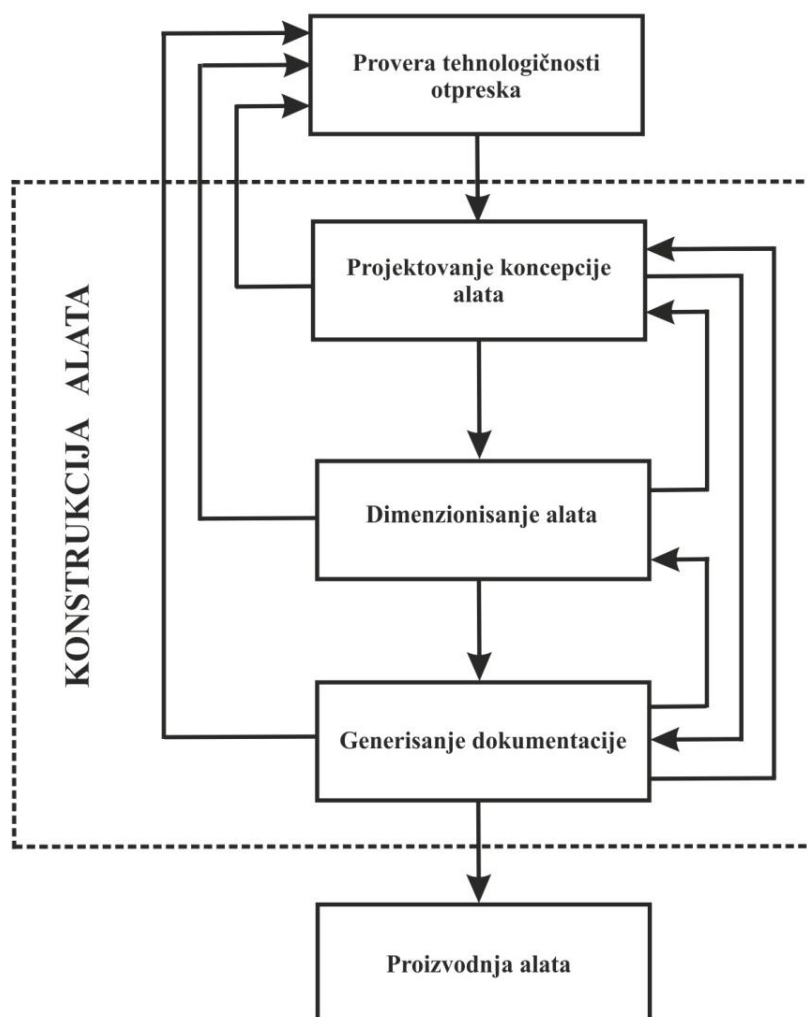 Provera tehnologičnosti
otpreska
KONSTRUKCIJA ALATA
Projektovanje koncepcije
alata
Dimenzionisanje alata
Generisanje dokumentacije
Proizvodnja alata